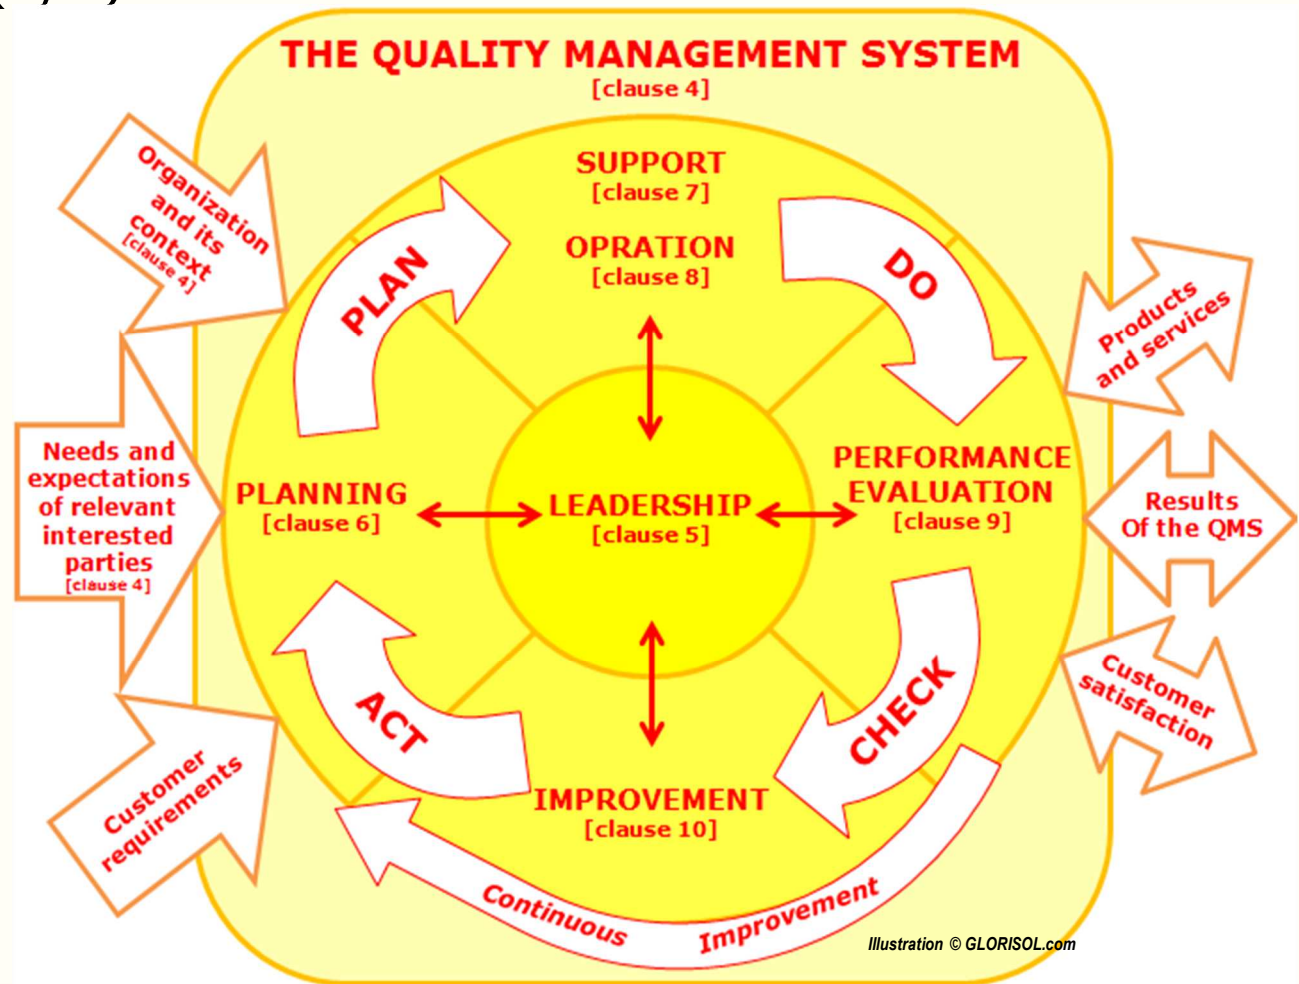 THE QUALITY MANAGEMENT SYSTEM
[clause 4]
Organization
and its
context
[clause 4]
Needs and
expectations
of relevant
interested
parties
[clause 4]
Customer
requirements
PLAN
SUPPORT
[clause 7]
OPRATION
[clause 8]
DO
PLANNING
[clause 6]
LEADERSHIP
[clause 5]
PERFORMANCE
EVALUATION
[clause 9]
ACT
IMPROVEMENT
[clause 10]
CHECK
Continuous Improvement
Products
and services
Results
Of the QMS
Customer
satisfaction
Illustration © GLORISOL.com